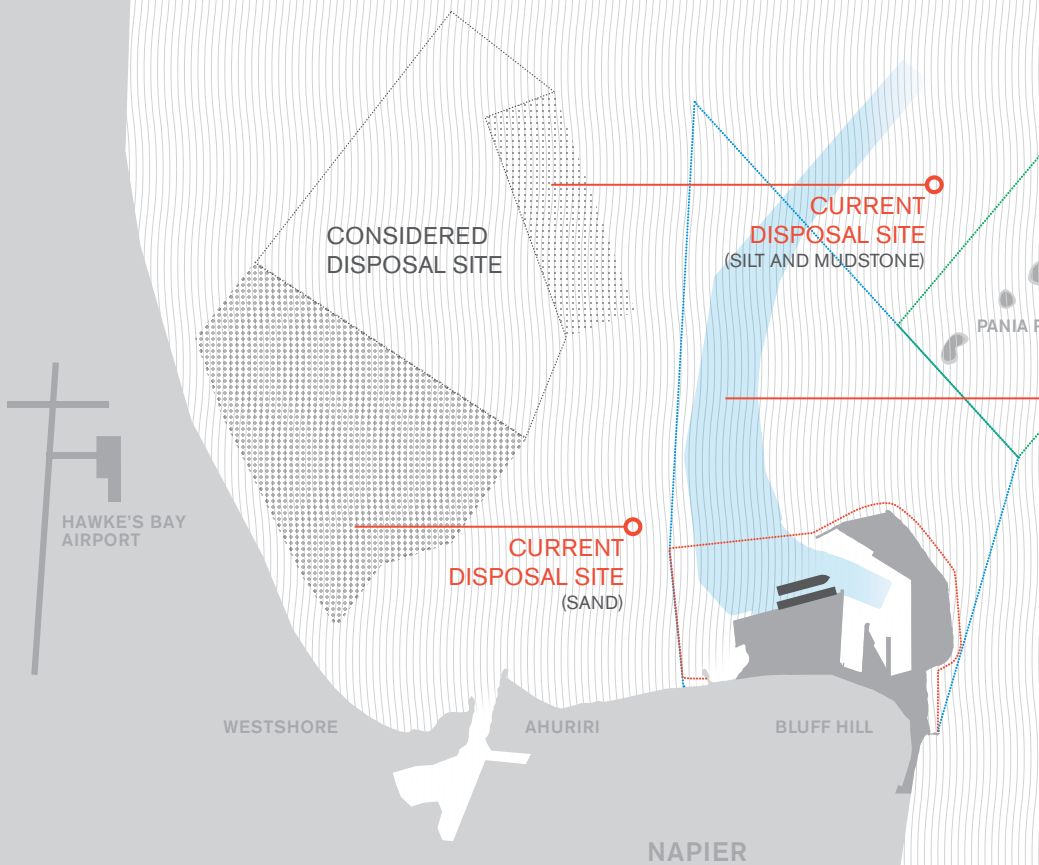 CONSIDERED
DISPOSAL SITE
CURRENT
DISPOSAL SITE
(SILT AND MUDSTONE)
PANIA
HAWKE'S BAY
AIRPORT
CURRENT
DISPOSAL SITE
(SAND)
WESTSHORE
AHURIRI
BLUFF HILL
NAPIER